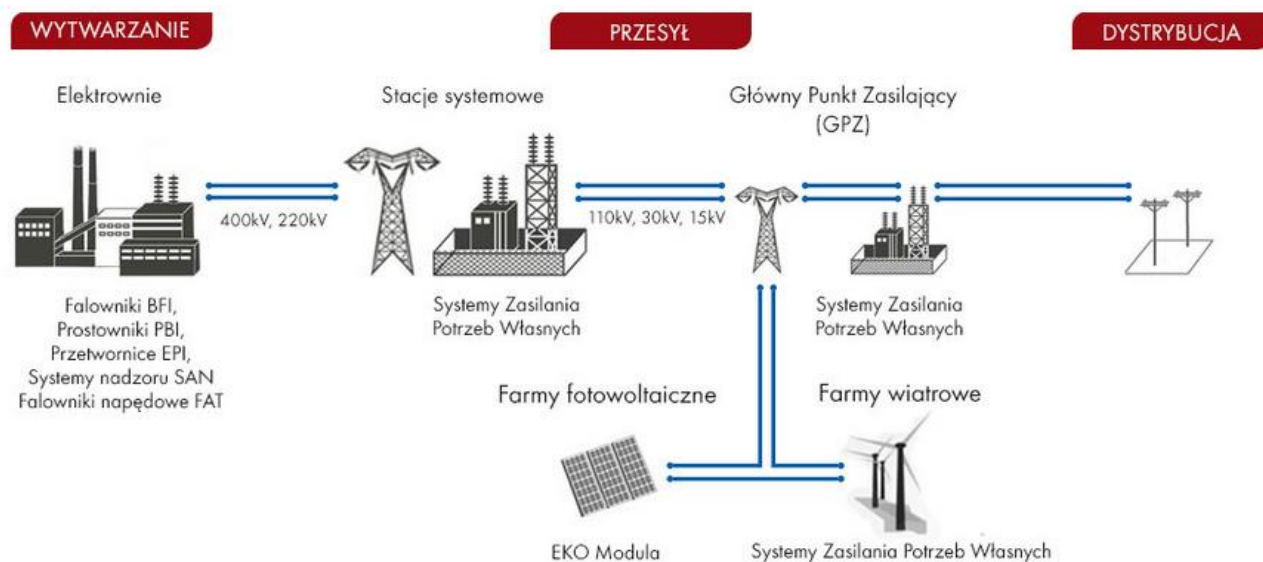 WYTWARZANIE
PRZESYŁ
DYSTRYBUCJA
Elektrownie
Stacje systemowe
Główny Punkt Zasilający
(GPZ)
400kV, 220kV
110kV, 30kV, 15kV
Falowniki BFI,
Prostowniki PBI,
Przetwornice EPI,
Systemy nadzoru SAN
Falowniki napędowe FAT
Systemy Zasilania
Potrzeb Własnych
Systemy Zasilania
Potrzeb Własnych
Farmy fotowoltaiczne
Farmy wiatrowe
EKO Modula
Systemy Zasilania Potrzeb Własnych